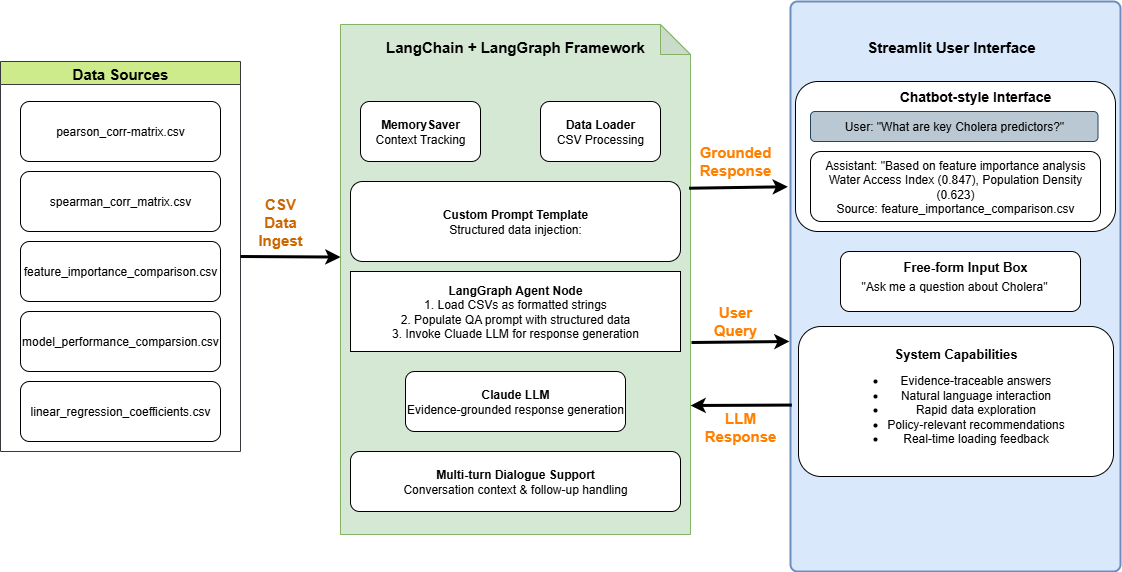 Data Sources
pearson_corr-matrix.csv
spearman_corr_matrix.csv
feature_importance_comparison.csv
model_performance_comparsion.csv
linear_regression_coefficients.csv
CSV
Data
Ingest
LangChain + LangGraph Framework
MemorySaver
Context Tracking
Data Loader
CSV Processing
Custom Prompt Template
Structured data injection:
LangGraph Agent Node
1. Load CSVs as formatted strings
2. Populate QA prompt with structured data
3. Invoke Cluade LLM for response generation
Claude LLM
Evidence-grounded response generation
Multi-turn Dialogue Support
Conversation context & follow-up handling
Grounded
Response
User
Query
LLM
Response
Streamlit User Interface
Chatbot-style Interface
User: "What are key Cholera predictors?"
Assistant: "Based on feature importance analysis
Water Access Index (0.847), Population Density
(0.623)
Source: feature_importance_comparison.csv
Free-form Input Box
"Ask me a question about Cholera"
System Capabilities
• Evidence-traceable answers
• Natural language interaction
• Rapid data exploration
• Policy-relevant recommendations
• Real-time loading feedback